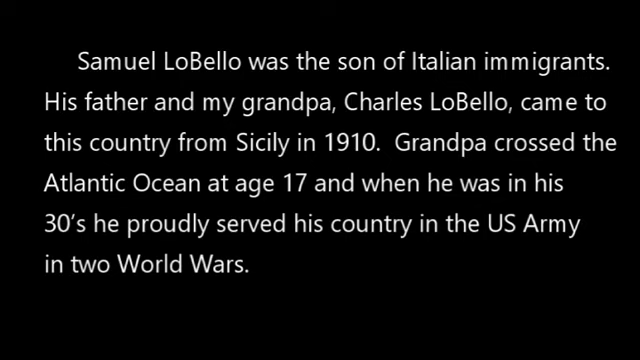 Samuel LoBello was the son of Italian immigrants.
His father and my grandpa, Charles LoBello, came to
this country from Sicily in 1910.  Grandpa crossed the
Atlantic Ocean at age 17 and when he was in his
30’s he proudly served his country in the US Army
in two World Wars.